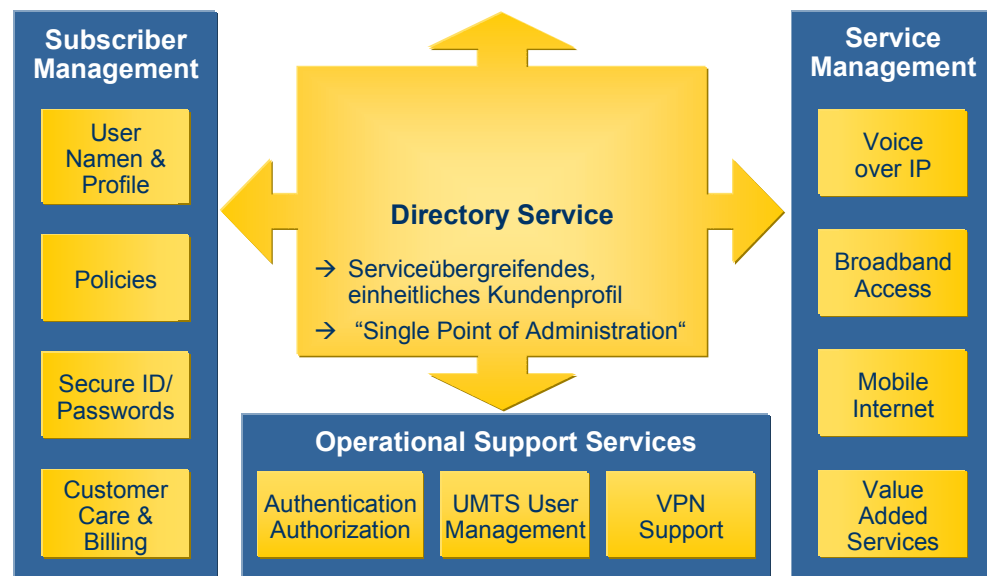 Subscriber
Management
User
Namen &
Profile
Policies
Secure ID/
Passwords
Customer
Care &
Billing
Directory Service
→ Serviceübergreifendes,
einheitliches Kundenprofil
→ “Single Point of Administration“
Operational Support Services
Authentication
Authorization
UMTS User
Management
VPN
Support
Service
Management
Voice
over IP
Broadband
Access
Mobile
Internet
Value
Added
Services